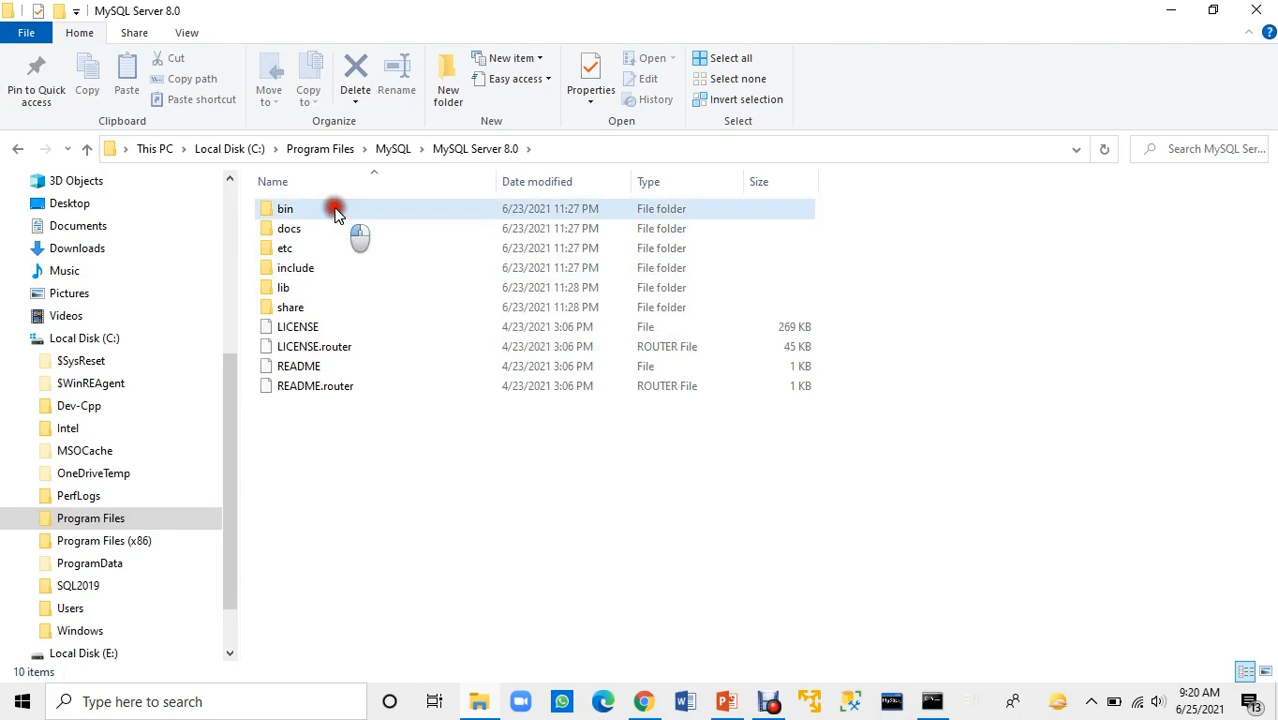 MySQL Server 8.0
File Home Share View
Pin to Quick access
Copy
Paste
Cut
Copy path
Paste shortcut
Clipboard
Move to
Copy to
Delete
Rename
Organize
New folder
New item
Easy access
New
Properties
Open
Edit
History
Open
Select all
Select none
Invert selection
Select
This PC > Local Disk (C:) > Program Files > MySQL > MySQL Server 8.0 >
Search MySQL Ser...
Name Date modified Type Size
bin 6/23/2021 11:27 PM File folder
docs 6/23/2021 11:27 PM File folder
etc 6/23/2021 11:27 PM File folder
include 6/23/2021 11:27 PM File folder
lib 6/23/2021 11:28 PM File folder
share 6/23/2021 11:28 PM File folder
LICENSE 4/23/2021 3:06 PM File 269 KB
LICENSE.router 4/23/2021 3:06 PM ROUTER File 45 KB
README 4/23/2021 3:06 PM File 1 KB
README.router 4/23/2021 3:06 PM ROUTER File 1 KB
3D Objects
Desktop
Documents
Downloads
Music
Pictures
Videos
Local Disk (C:)
$SysReset
$WinREAgent
Dev-Cpp
Intel
MSOCache
OneDriveTemp
PerfLogs
Program Files
Program Files (x86)
ProgramData
SQL2019
Users
Windows
Local Disk (E:)
10 items
Type here to search
9:20 AM
6/25/2021
13